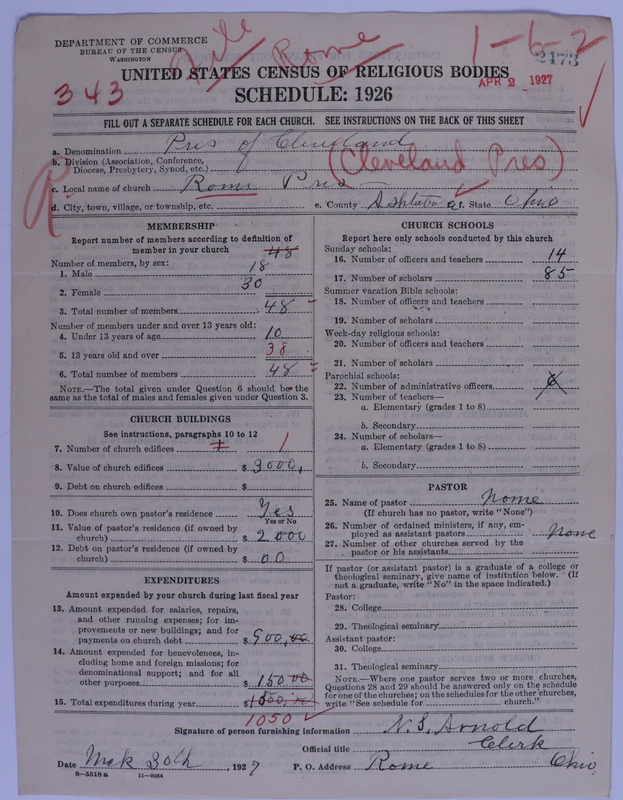 DEPARTMENT OF COMMERCE
BUREAU OF THE CENSUS
WASHINGTON
Rome
1-6-2
2473
APR 2 1927
343
UNITED STATES CENSUS OF RELIGIOUS BODIES
SCHEDULE: 1926
FILL OUT A SEPARATE SCHEDULE FOR EACH CHURCH. SEE INSTRUCTIONS ON THE BACK OF THIS SHEET
a. Denomination Pres of Cleveland
b. Division (Association, Conference, Diocese, Presbytery, Synod, etc.) (Cleveland Pres)
c. Local name of church Rome Pres
d. City, town, village, or township, etc. e. County Ashtabula f. State Ohio
MEMBERSHIP
Report number of members according to definition of member in your church
48
Number of members, by sex:
1. Male 18
2. Female 30
3. Total number of members 48
Number of members under and over 13 years old:
4. Under 13 years of age 10
5. 13 years old and over 38
6. Total number of members 48
NOTE.—The total given under Question 6 should be the same as the total of males and females given under Question 3.
CHURCH BUILDINGS
See instructions, paragraphs 10 to 12
7. Number of church edifices 1
8. Value of church edifices $ 3000,
9. Debt on church edifices $
10. Does church own pastor's residence Yes
Yes or No
11. Value of pastor's residence (if owned by church) $ 2000
12. Debt on pastor's residence (if owned by church) $ 00
EXPENDITURES
Amount expended by your church during last fiscal year
13. Amount expended for salaries, repairs, and other running expenses; for improvements or new buildings; and for payments on church debt $ 900,00
14. Amount expended for benevolences, including home and foreign missions; for denominational support; and for all other purposes $ 150 00
15. Total expenditures during year $
1050
CHURCH SCHOOLS
Report here only schools conducted by this church
Sunday schools:
16. Number of officers and teachers 14
17. Number of scholars 85
Summer vacation Bible schools:
18. Number of officers and teachers
19. Number of scholars
Week-day religious schools:
20. Number of officers and teachers
21. Number of scholars
Parochial schools:
22. Number of administrative officers
23. Number of teachers—
a. Elementary (grades 1 to 8)
b. Secondary
24. Number of scholars—
a. Elementary (grades 1 to 8)
b. Secondary
PASTOR
25. Name of pastor None
(If church has no pastor, write "None")
26. Number of ordained ministers, if any, employed as assistant pastors None
27. Number of other churches served by the pastor or his assistants
If pastor (or assistant pastor) is a graduate of a college or theological seminary, give name of institution below. (If not a graduate, write "No" in the space indicated.)
Pastor:
28. College
29. Theological seminary
Assistant pastor:
30. College
31. Theological seminary
NOTE.—Where one pastor serves two or more churches, Questions 28 and 29 should be answered only on the schedule for one of the churches; on the schedules for the other churches, write "See schedule for church."
Signature of person furnishing information N. S. Arnold
Official title Clerk
Date Mch 30th, 1927 P. O. Address Rome Ohio
8-5518a 11-9034